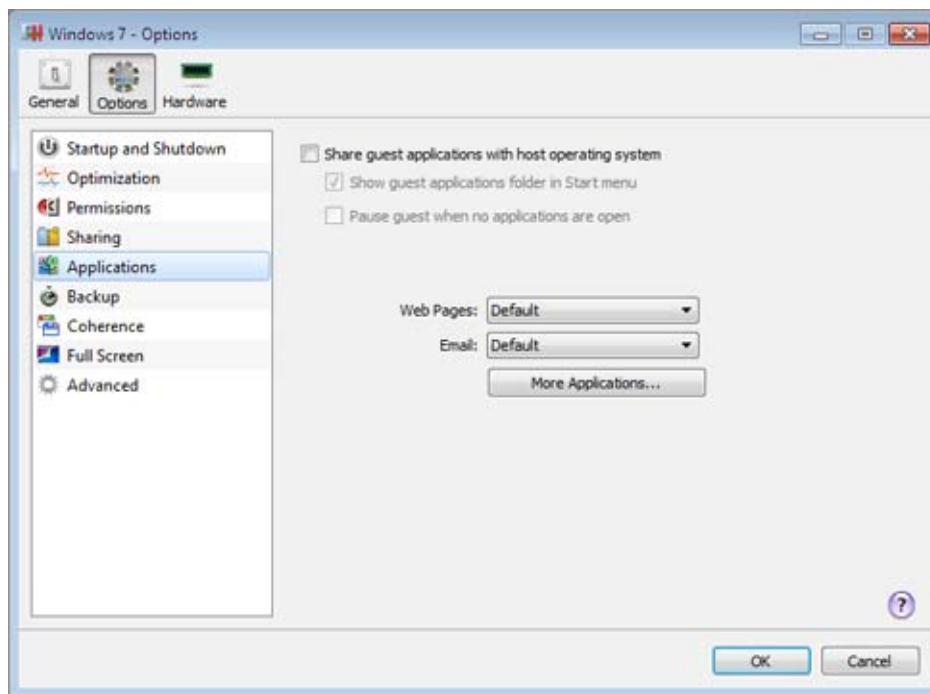 Windows 7 - Options
General Options Hardware
Startup and Shutdown
Optimization
Permissions
Sharing
Applications
Backup
Coherence
Full Screen
Advanced
Share guest applications with host operating system
Show guest applications folder in Start menu
Pause guest when no applications are open
Web Pages: Default
Email: Default
More Applications...
?
OK Cancel